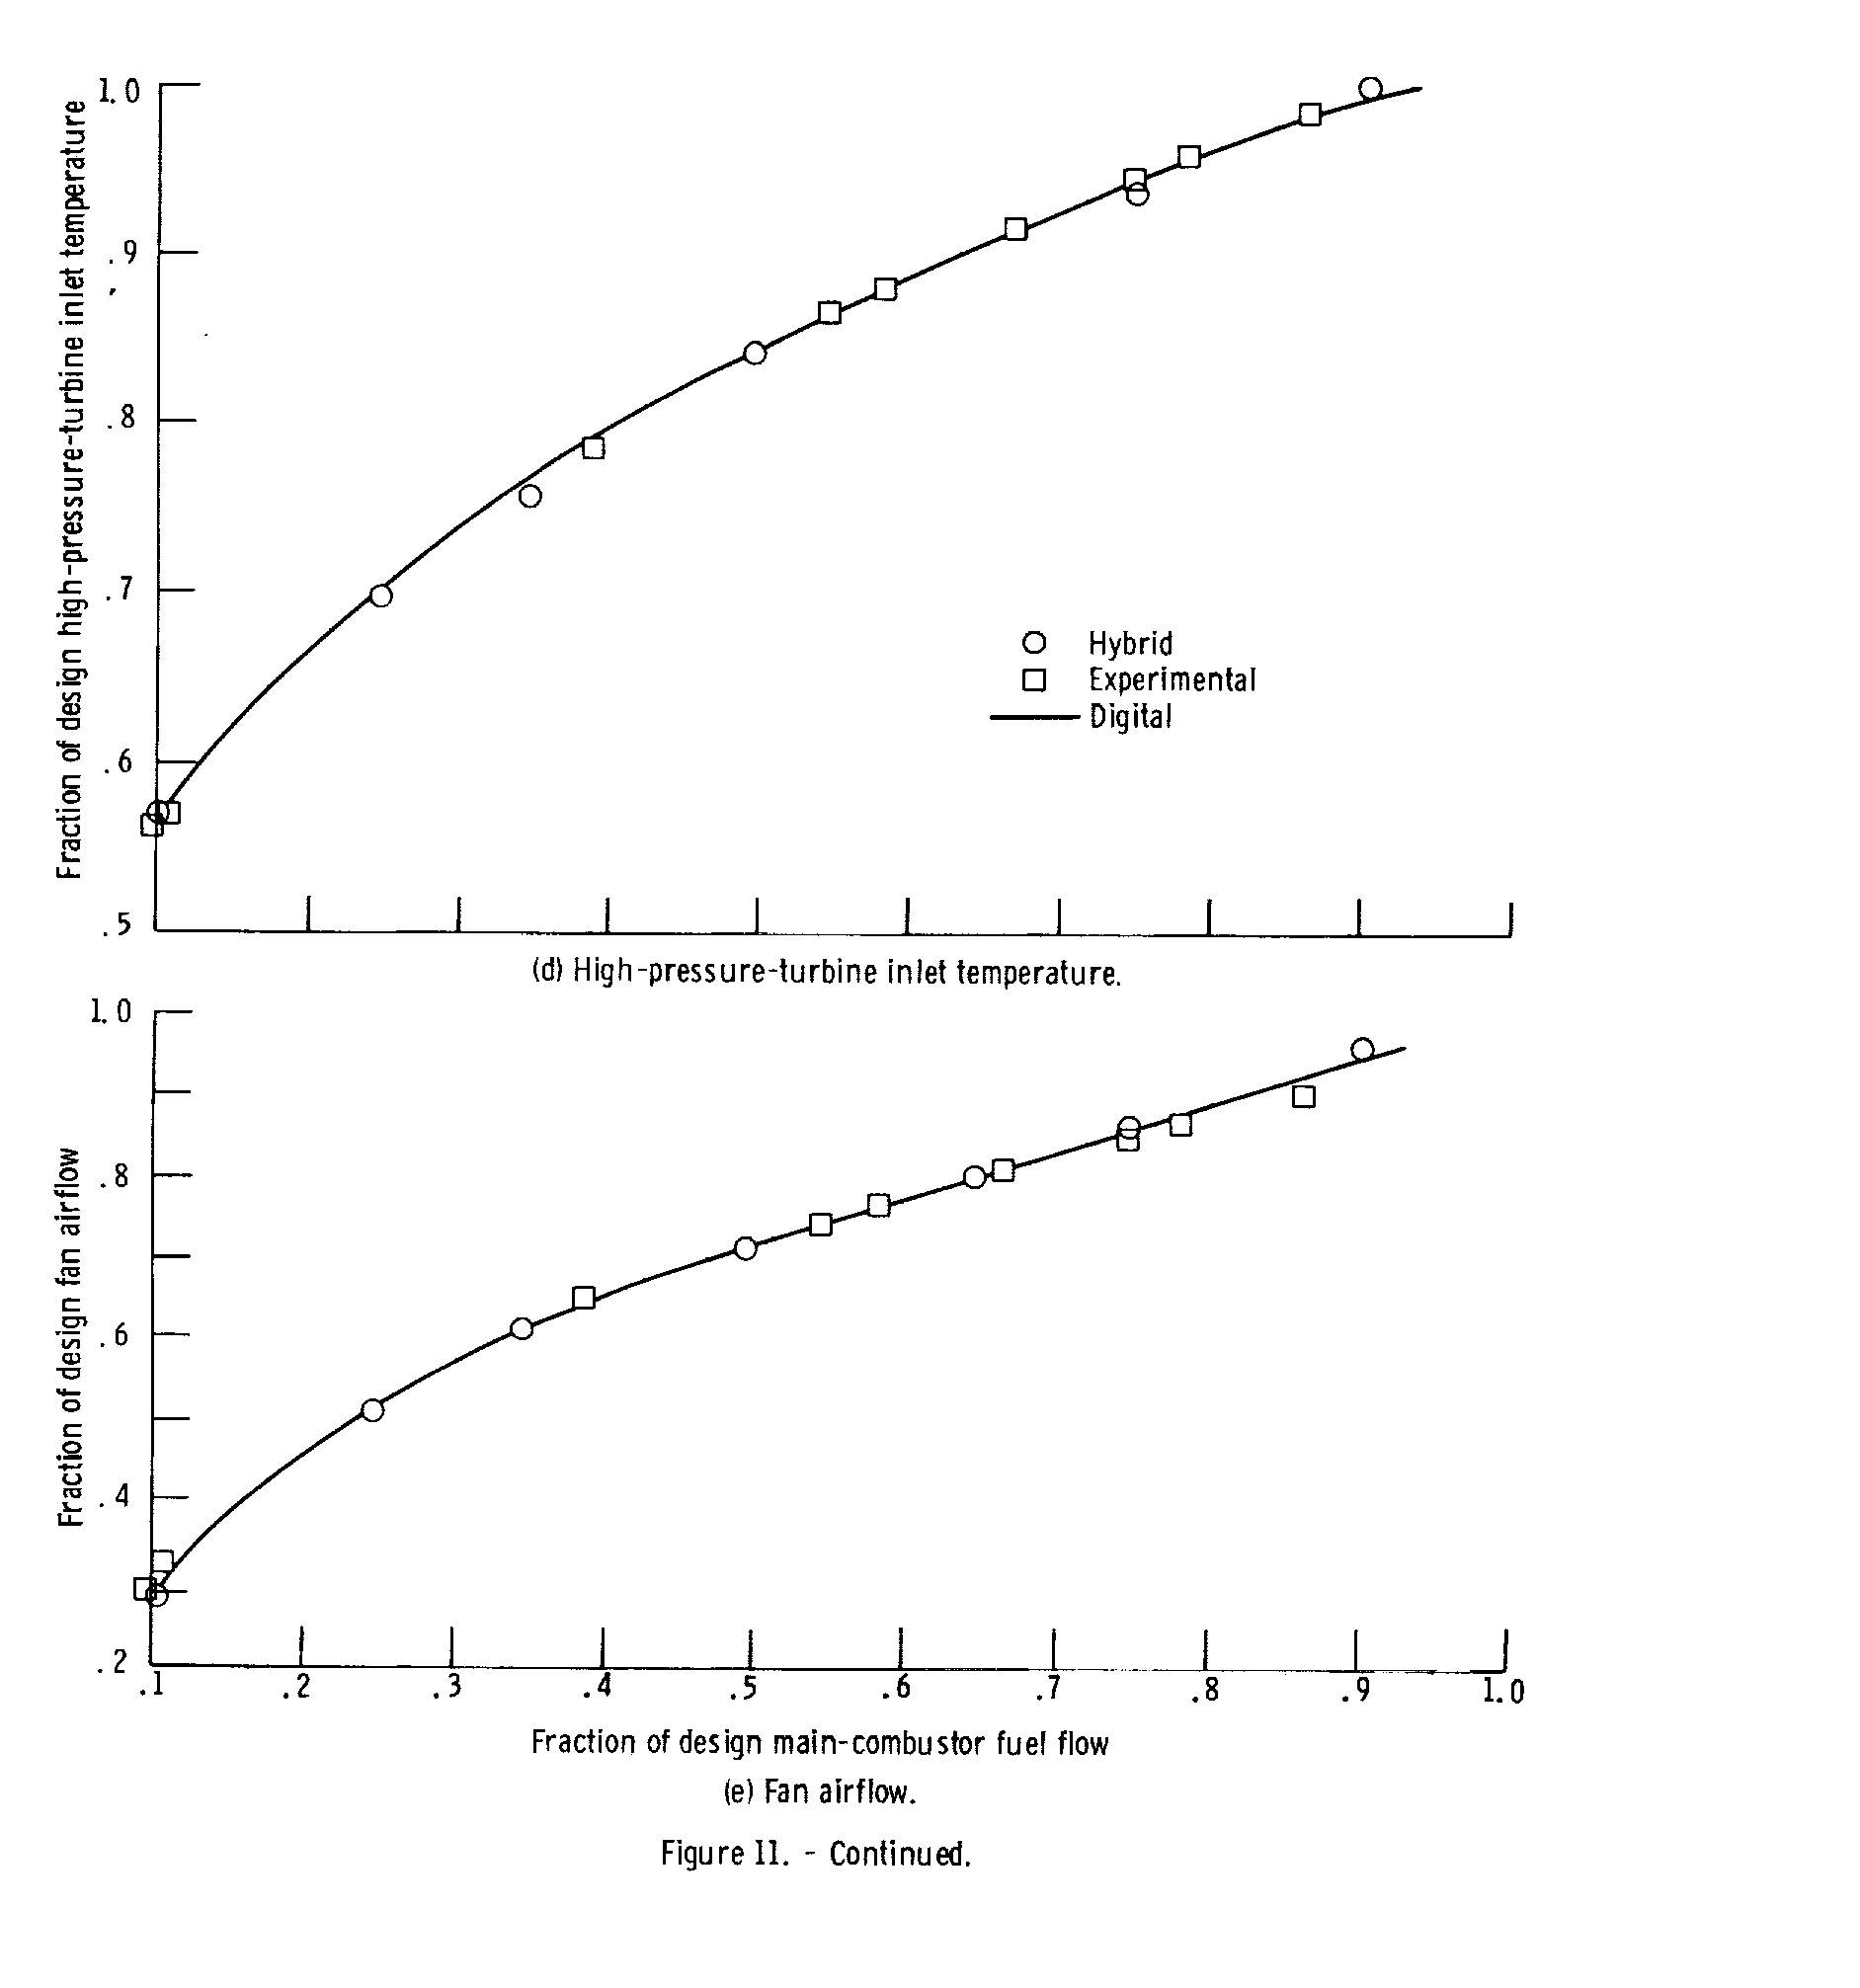 Fraction of design high-pressure-turbine inlet temperature
1.0
.9
.8
.7
.6
.5
Hybrid
Experimental
Digital
(d) High-pressure-turbine inlet temperature.
Fraction of design fan airflow
1.0
.8
.6
.4
.2
.1 .2 .3 .4 .5 .6 .7 .8 .9 1.0
Fraction of design main-combustor fuel flow
(e) Fan airflow.
Figure 11. - Continued.